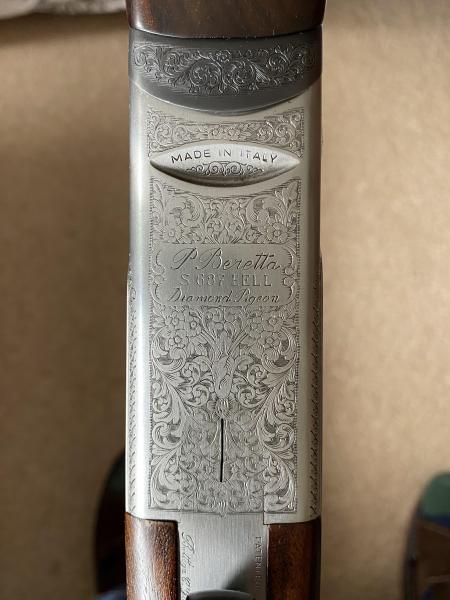 MADE IN ITALY
P. Beretta
S 687 EELL
Diamond Pigeon